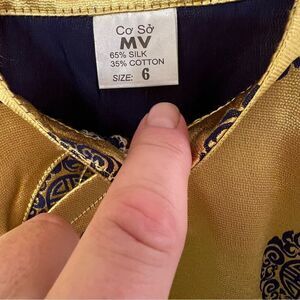 Cơ Sở
MV
65% SILK
35% COTTON
SIZE: 6